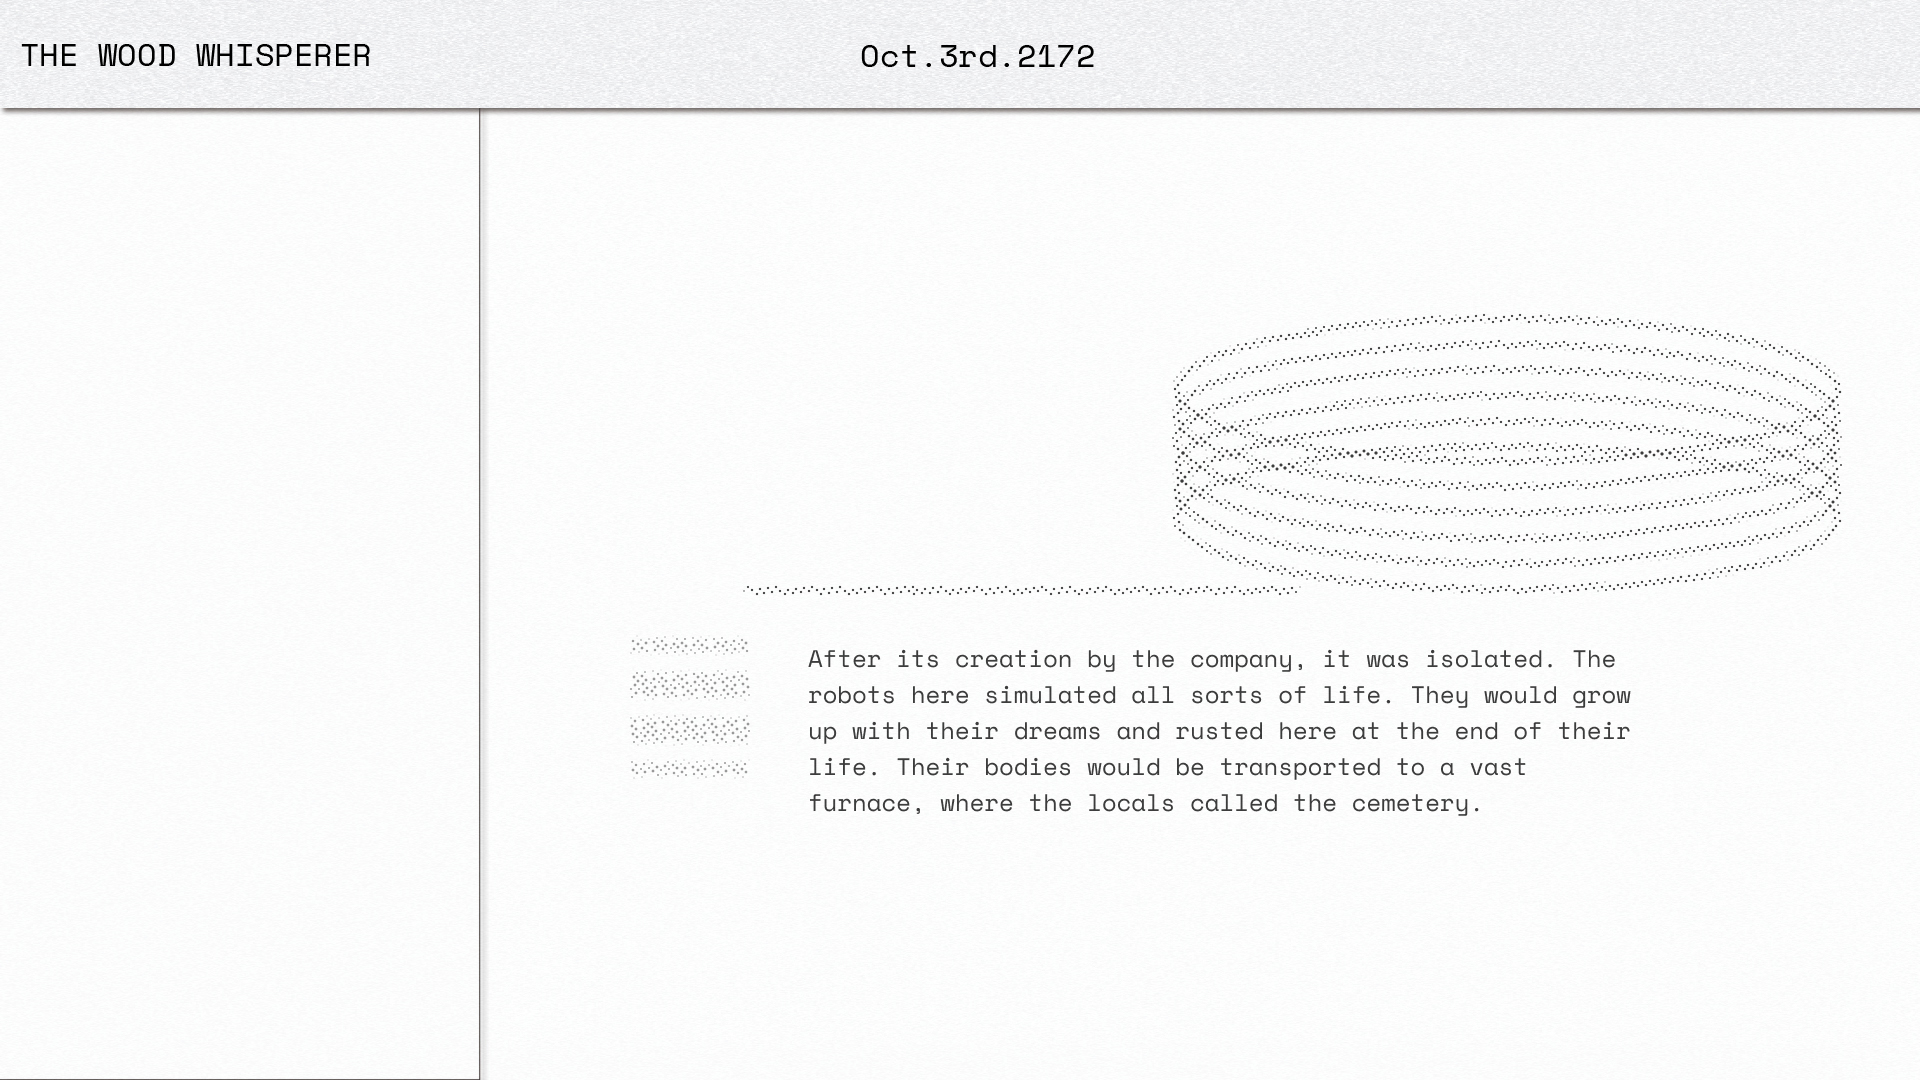 THE WOOD WHISPERER
Oct.3rd.2172
After its creation by the company, it was isolated. The
robots here simulated all sorts of life. They would grow
up with their dreams and rusted here at the end of their
life. Their bodies would be transported to a vast
furnace, where the locals called the cemetery.